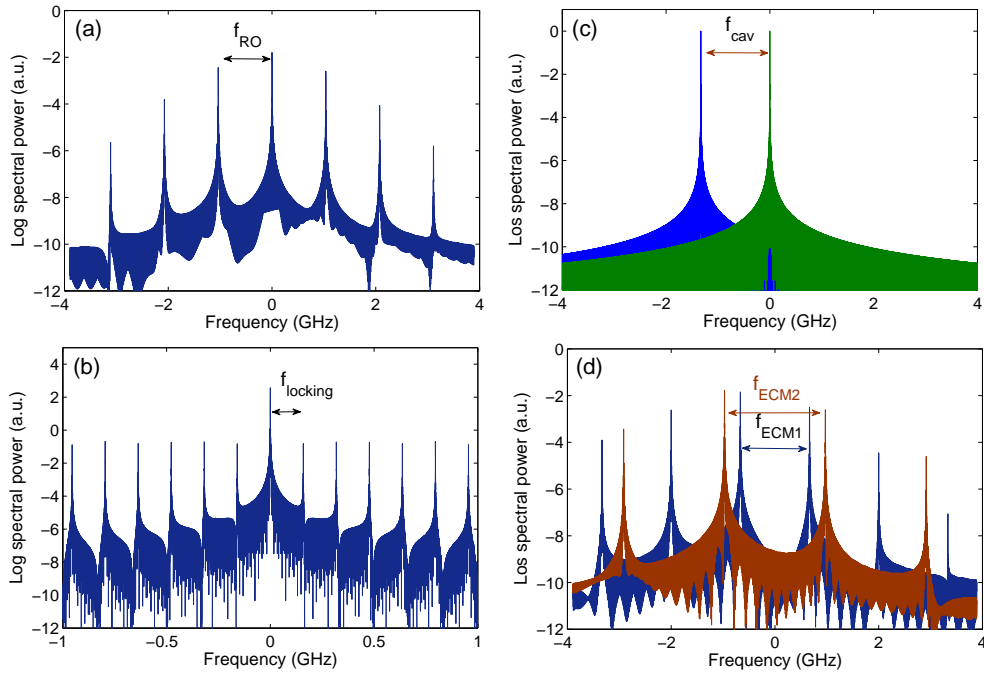 (a)
f_RO
Log spectral power (a.u.)
0
−2
−4
−6
−8
−10
−12
−4
−2
0
2
4
Frequency (GHz)
(c)
f_cav
Los spectral power (a.u.)
0
−2
−4
−6
−8
−10
−12
−4
−2
0
2
4
Frequency (GHz)
(b)
f_locking
Log spectral power (a.u.)
4
2
0
−2
−4
−6
−8
−10
−12
−1
−0.5
0
0.5
1
Frequency (GHz)
(d)
f_ECM2
f_ECM1
Los spectral power (a.u.)
0
−2
−4
−6
−8
−10
−12
−4
−2
0
2
4
Frequency (GHz)